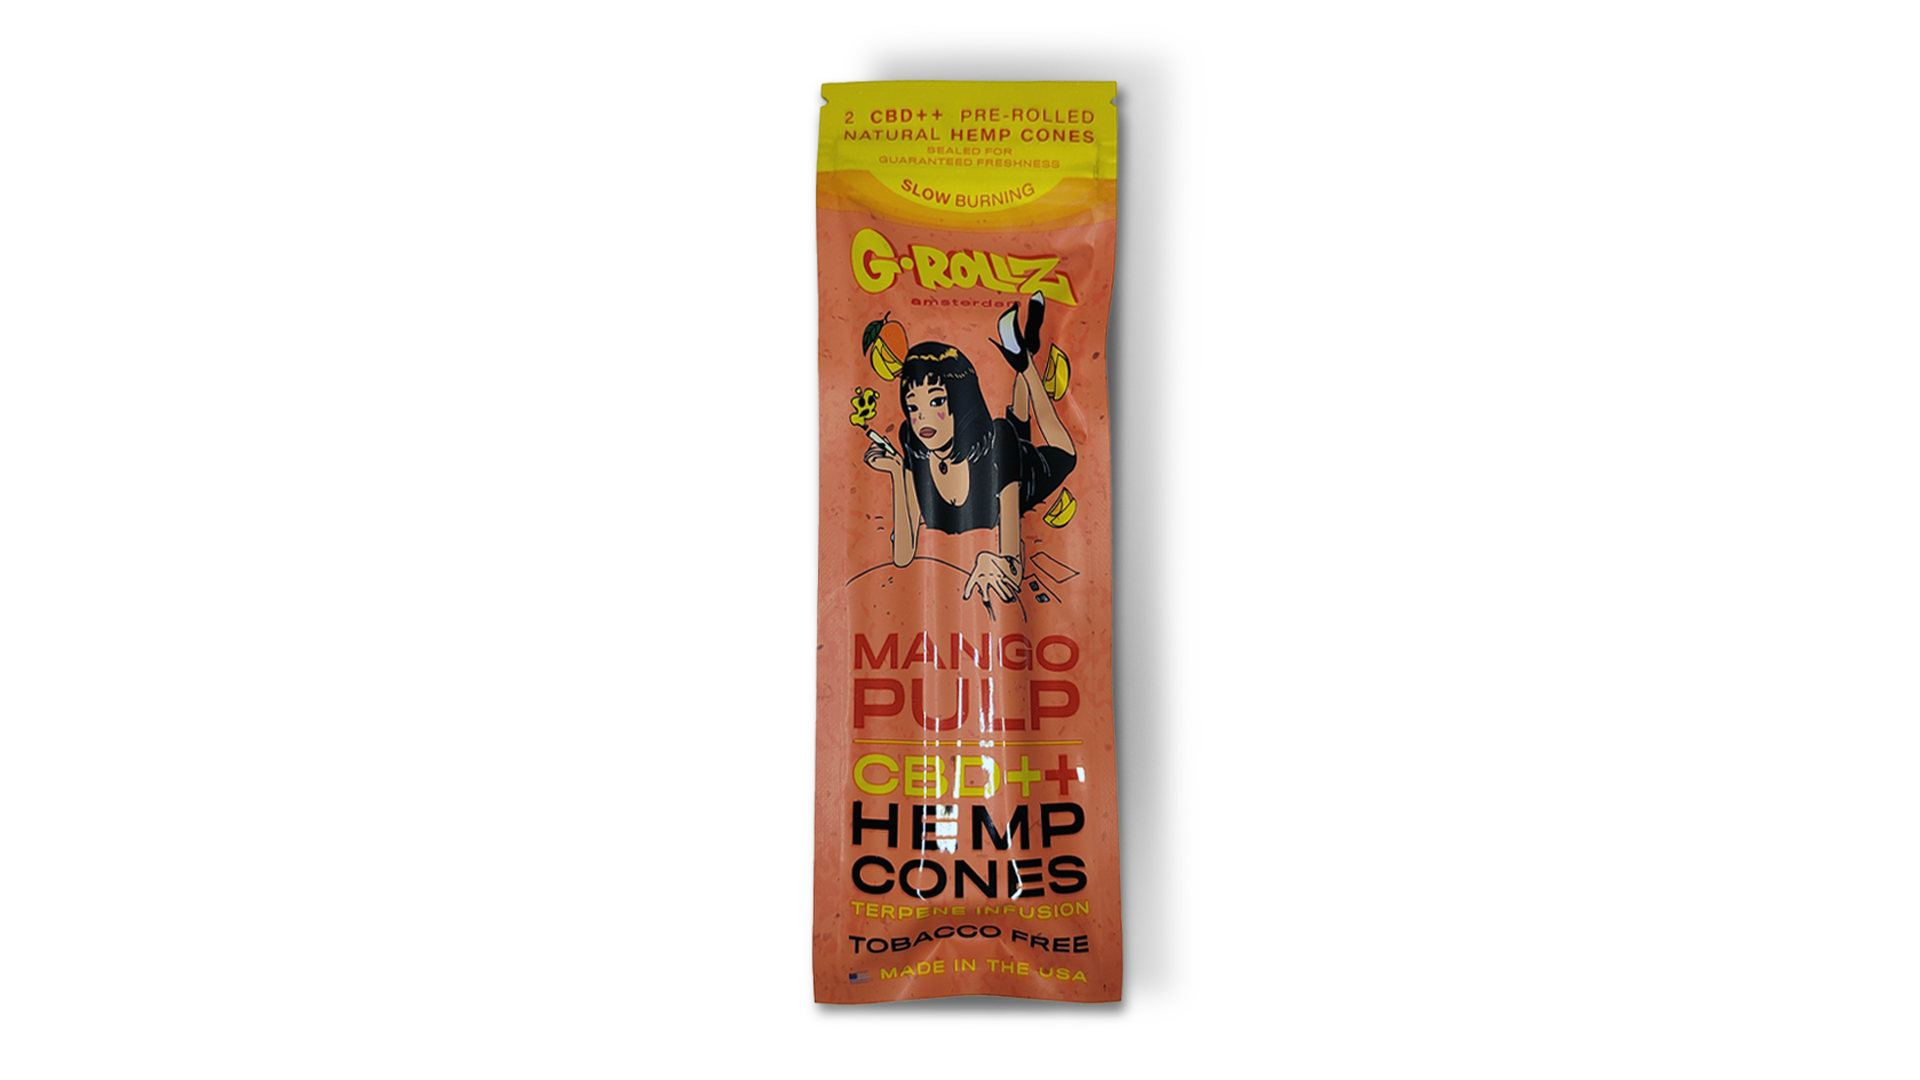 2 CBD++ PRE-ROLLED
NATURAL HEMP CONES
SEALED FOR
GUARANTEED FRESHNESS
SLOW BURNING
G·ROLLZ
amsterdam
MANGO
PULP
CBD++
HEMP
CONES
TERPENE INFUSION
TOBACCO FREE
MADE IN THE USA